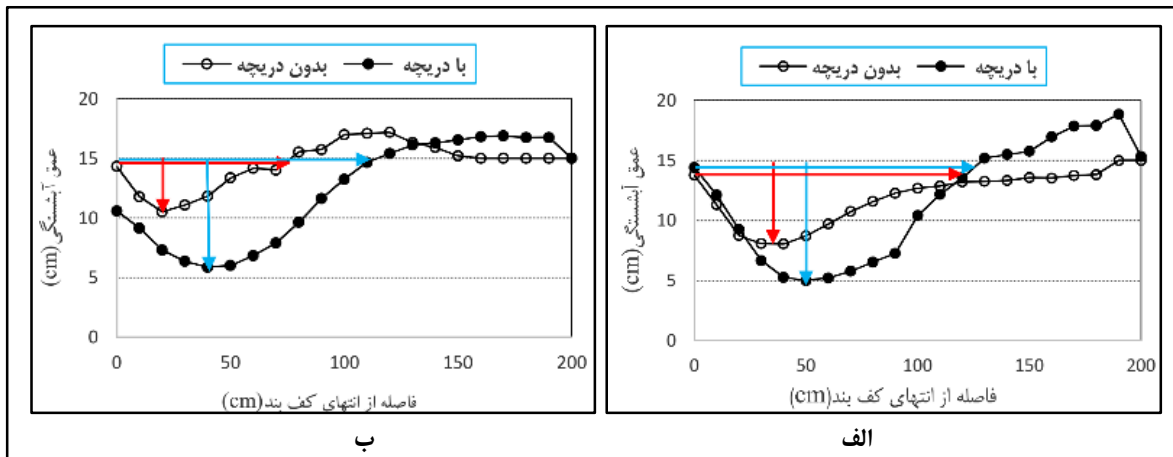 با دریچه بدون دریچه
20
15
10
5
0
عمق آبشستگی (cm)
0 50 100 150 200
فاصله از انتهای کف بند(cm)
الف
با دریچه بدون دریچه
20
15
10
5
0
عمق آبشستگی (cm)
0 50 100 150 200
فاصله از انتهای کف بند(cm)
ب